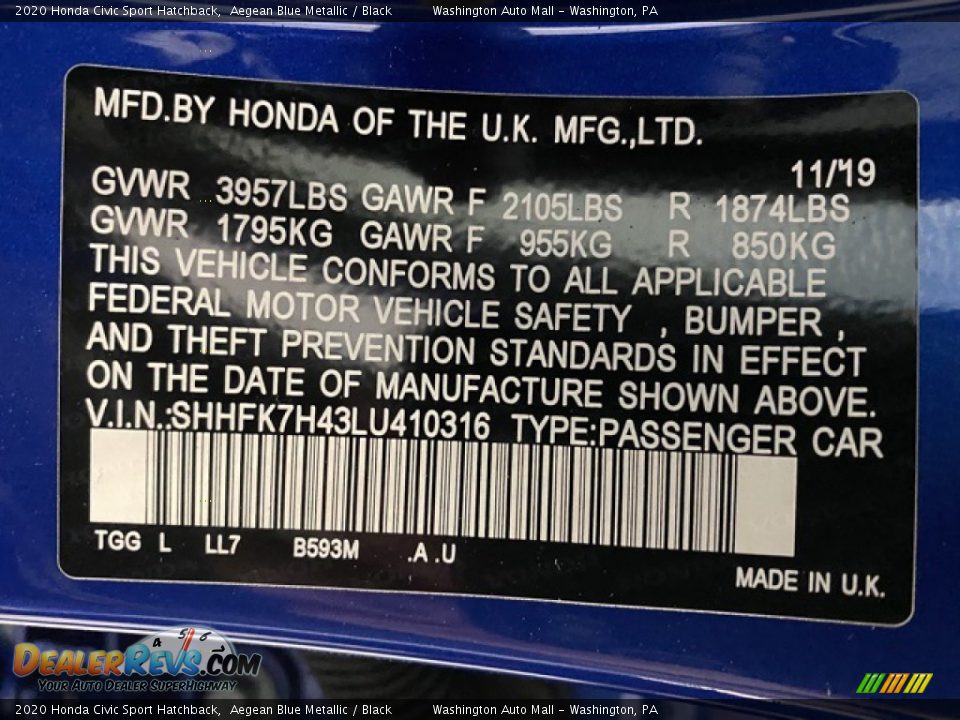 2020 Honda Civic Sport Hatchback, Aegean Blue Metallic / Black Washington Auto Mall - Washington, PA
MFD.BY HONDA OF THE U.K. MFG.,LTD.
11/'19
GVWR 3957LBS GAWR F 2105LBS R 1874LBS
GVWR 1795KG GAWR F 955KG R 850KG
THIS VEHICLE CONFORMS TO ALL APPLICABLE
FEDERAL MOTOR VEHICLE SAFETY , BUMPER ,
AND THEFT PREVENTION STANDARDS IN EFFECT
ON THE DATE OF MANUFACTURE SHOWN ABOVE.
V.I.N.:SHHFK7H43LU410316 TYPE:PASSENGER CAR
TGG L LL7 B593M .A .U
MADE IN U.K.
4 5 6
DEALERREVS.COM
YOUR AUTO DEALER SUPERHIGHWAY
2020 Honda Civic Sport Hatchback, Aegean Blue Metallic / Black Washington Auto Mall - Washington, PA